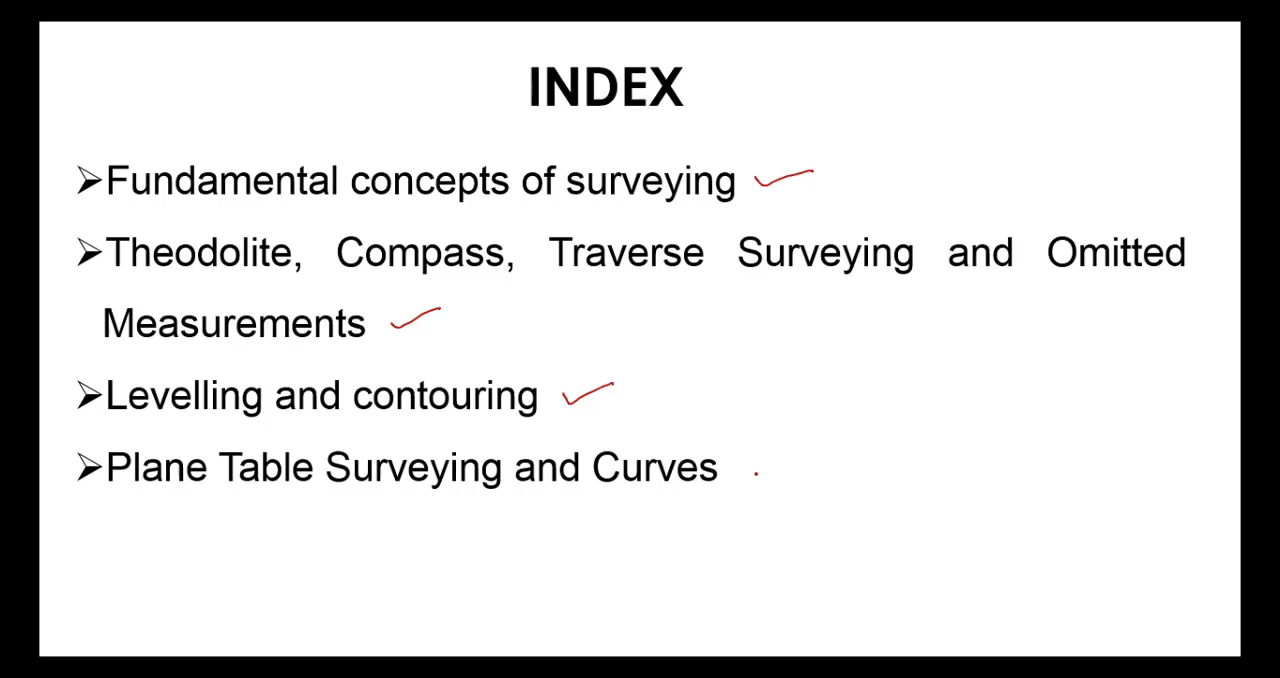 INDEX
➢Fundamental concepts of surveying
➢Theodolite, Compass, Traverse Surveying and Omitted
Measurements
➢Levelling and contouring
➢Plane Table Surveying and Curves